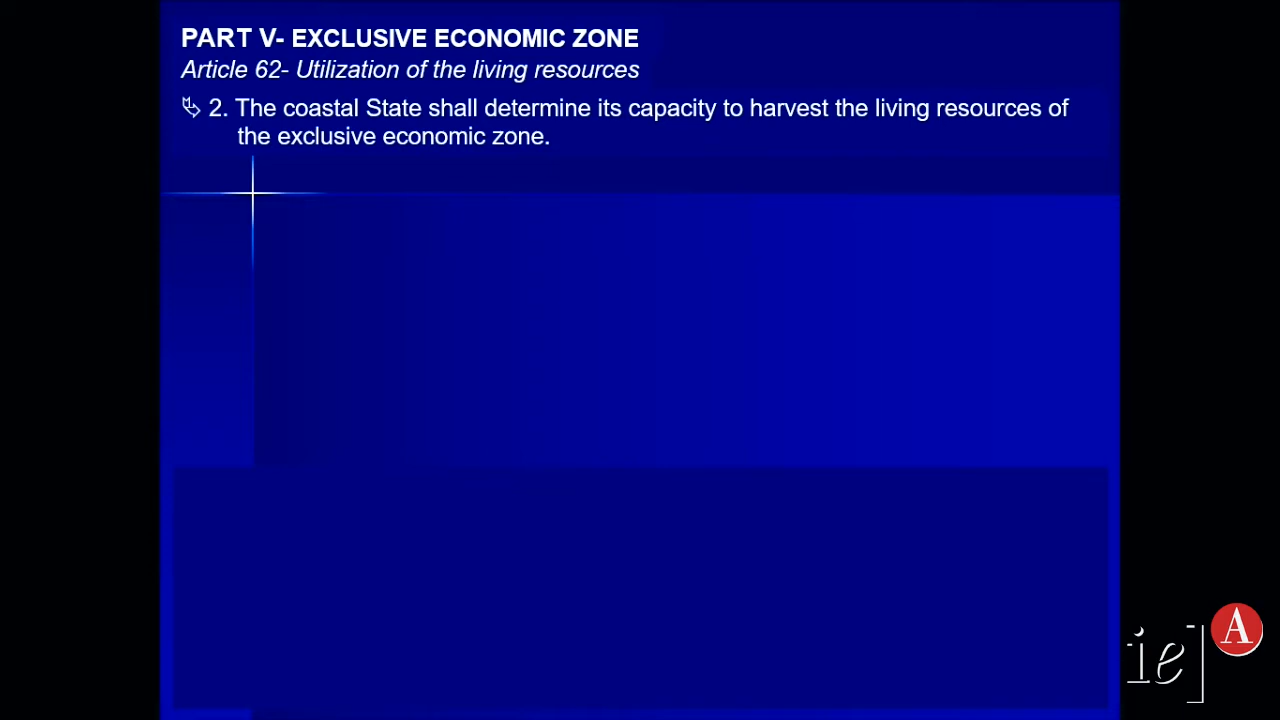 PART V- EXCLUSIVE ECONOMIC ZONE
Article 62- Utilization of the living resources
2. The coastal State shall determine its capacity to harvest the living resources of
the exclusive economic zone.
ie]
A